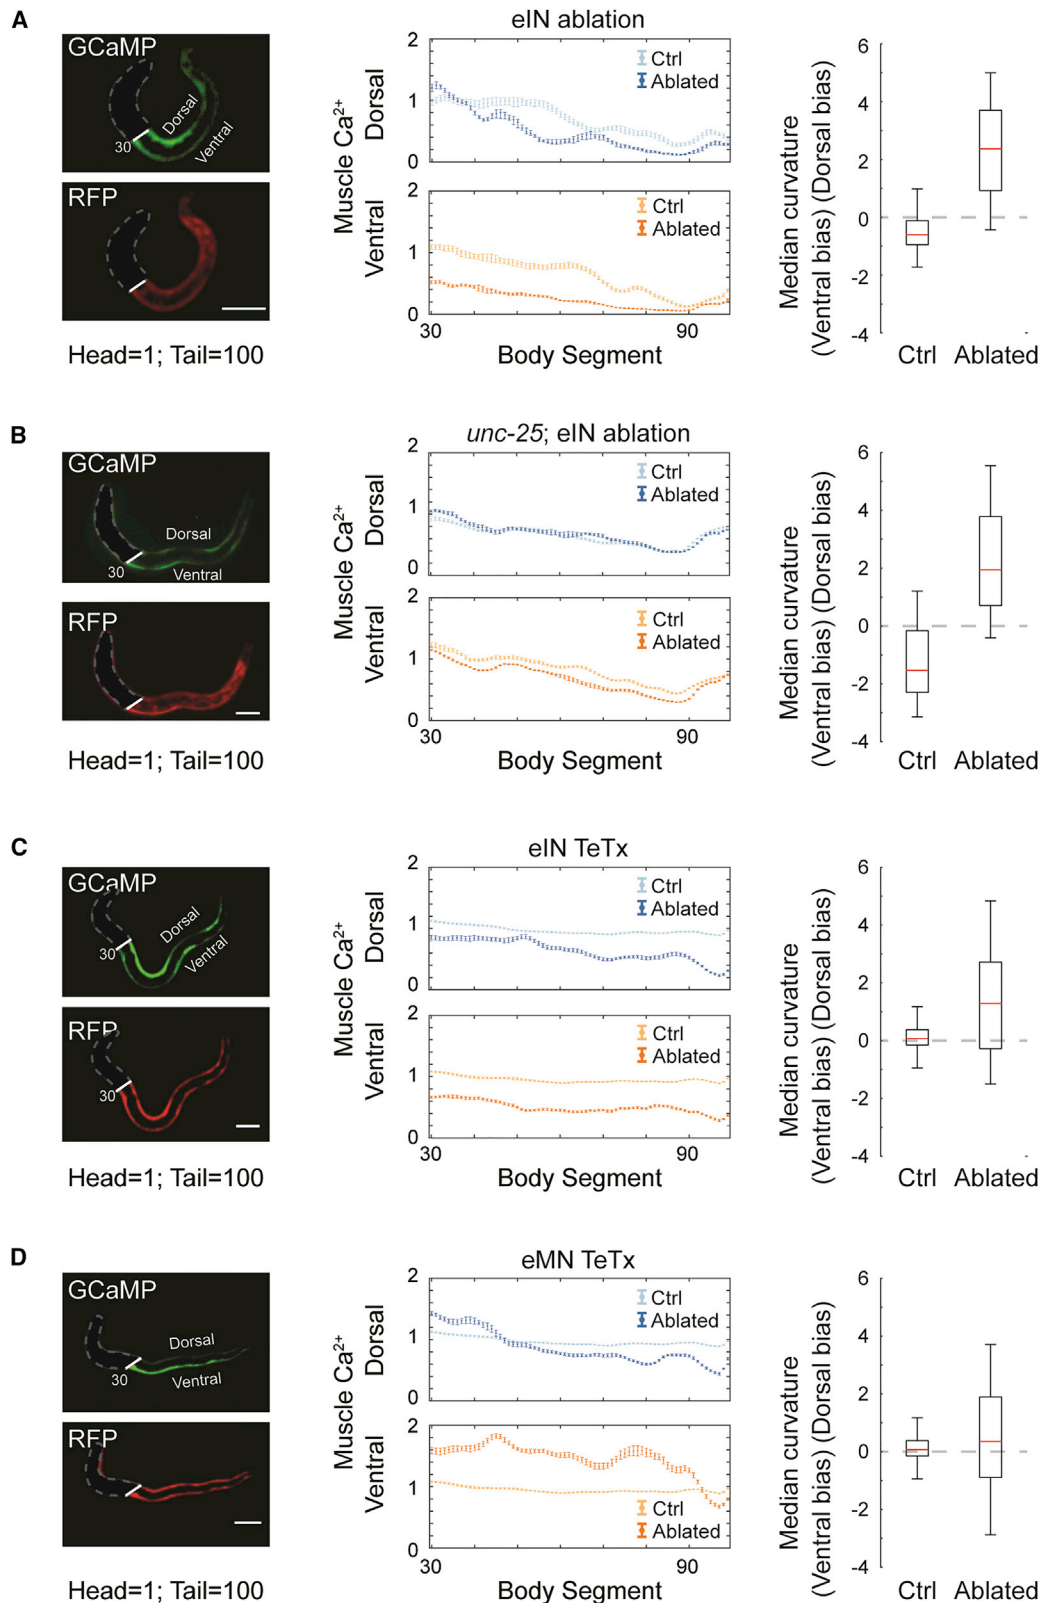 A
GCaMP
Dorsal
Ventral
30
RFP
Head=1; Tail=100
eIN ablation
Muscle Ca2+
Dorsal
Ventral
2
1
0
Ctrl
Ablated
2
1
0
Ctrl
Ablated
30
90
Body Segment
Median curvature
(Ventral bias) (Dorsal bias)
6
4
2
0
-2
-4
Ctrl
Ablated
B
GCaMP
Dorsal
Ventral
30
RFP
Head=1; Tail=100
unc-25; eIN ablation
Muscle Ca2+
Dorsal
Ventral
2
1
0
Ctrl
Ablated
2
1
0
Ctrl
Ablated
30
90
Body Segment
Median curvature
(Ventral bias) (Dorsal bias)
6
4
2
0
-2
-4
Ctrl
Ablated
C
GCaMP
Dorsal
Ventral
30
RFP
30
Head=1; Tail=100
eIN TeTx
Muscle Ca2+
Dorsal
Ventral
2
1
0
Ctrl
Ablated
2
1
0
Ctrl
Ablated
30
90
Body Segment
Median curvature
(Ventral bias) (Dorsal bias)
6
4
2
0
-2
-4
Ctrl
Ablated
D
GCaMP
Dorsal
Ventral
30
RFP
Head=1; Tail=100
eMN TeTx
Muscle Ca2+
Dorsal
Ventral
2
1
0
Ctrl
Ablated
2
1
0
Ctrl
Ablated
30
90
Body Segment
Median curvature
(Ventral bias) (Dorsal bias)
6
4
2
0
-2
-4
Ctrl
Ablated